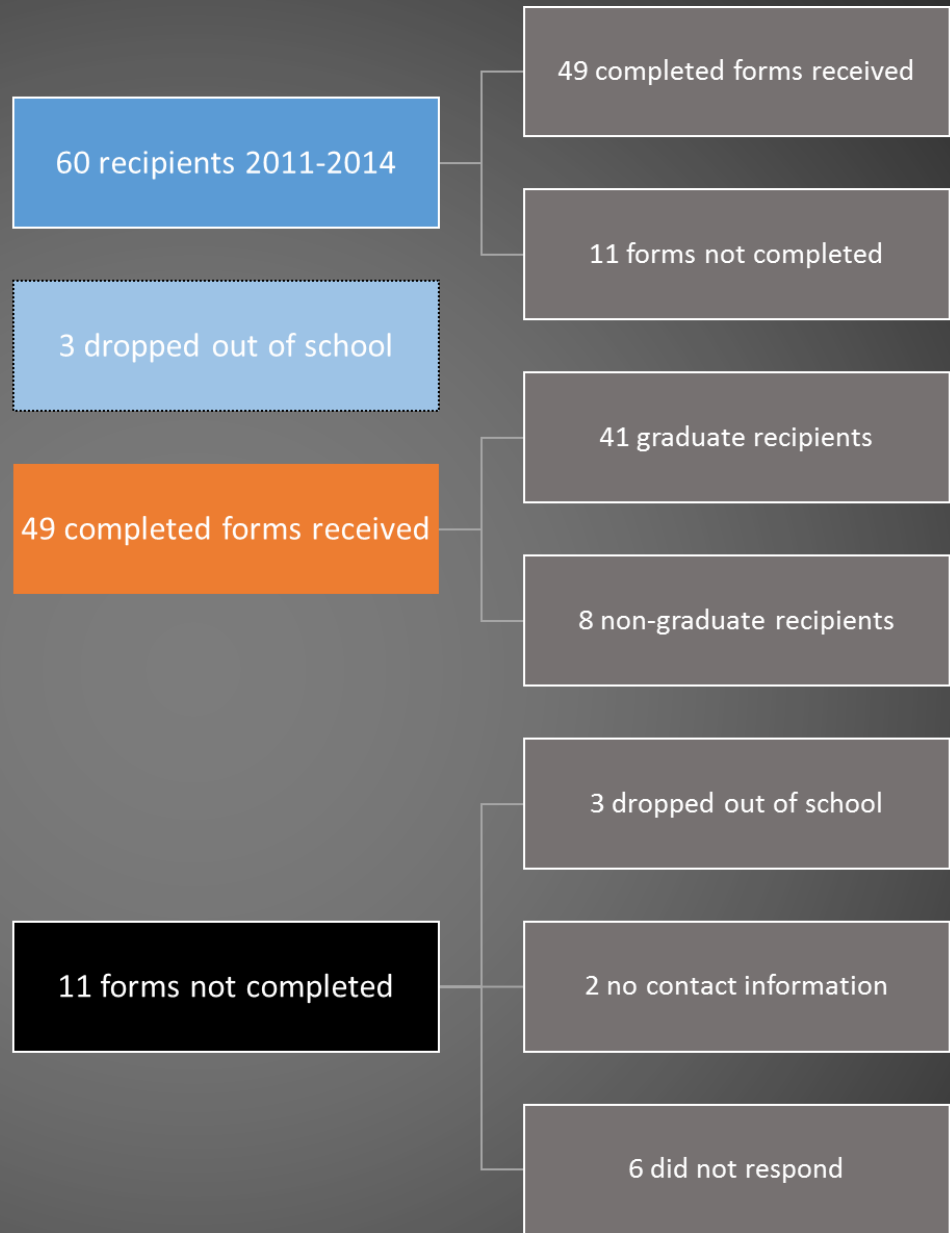 60 recipients 2011-2014
49 completed forms received
11 forms not completed
3 dropped out of school
49 completed forms received
41 graduate recipients
8 non-graduate recipients
11 forms not completed
3 dropped out of school
2 no contact information
6 did not respond